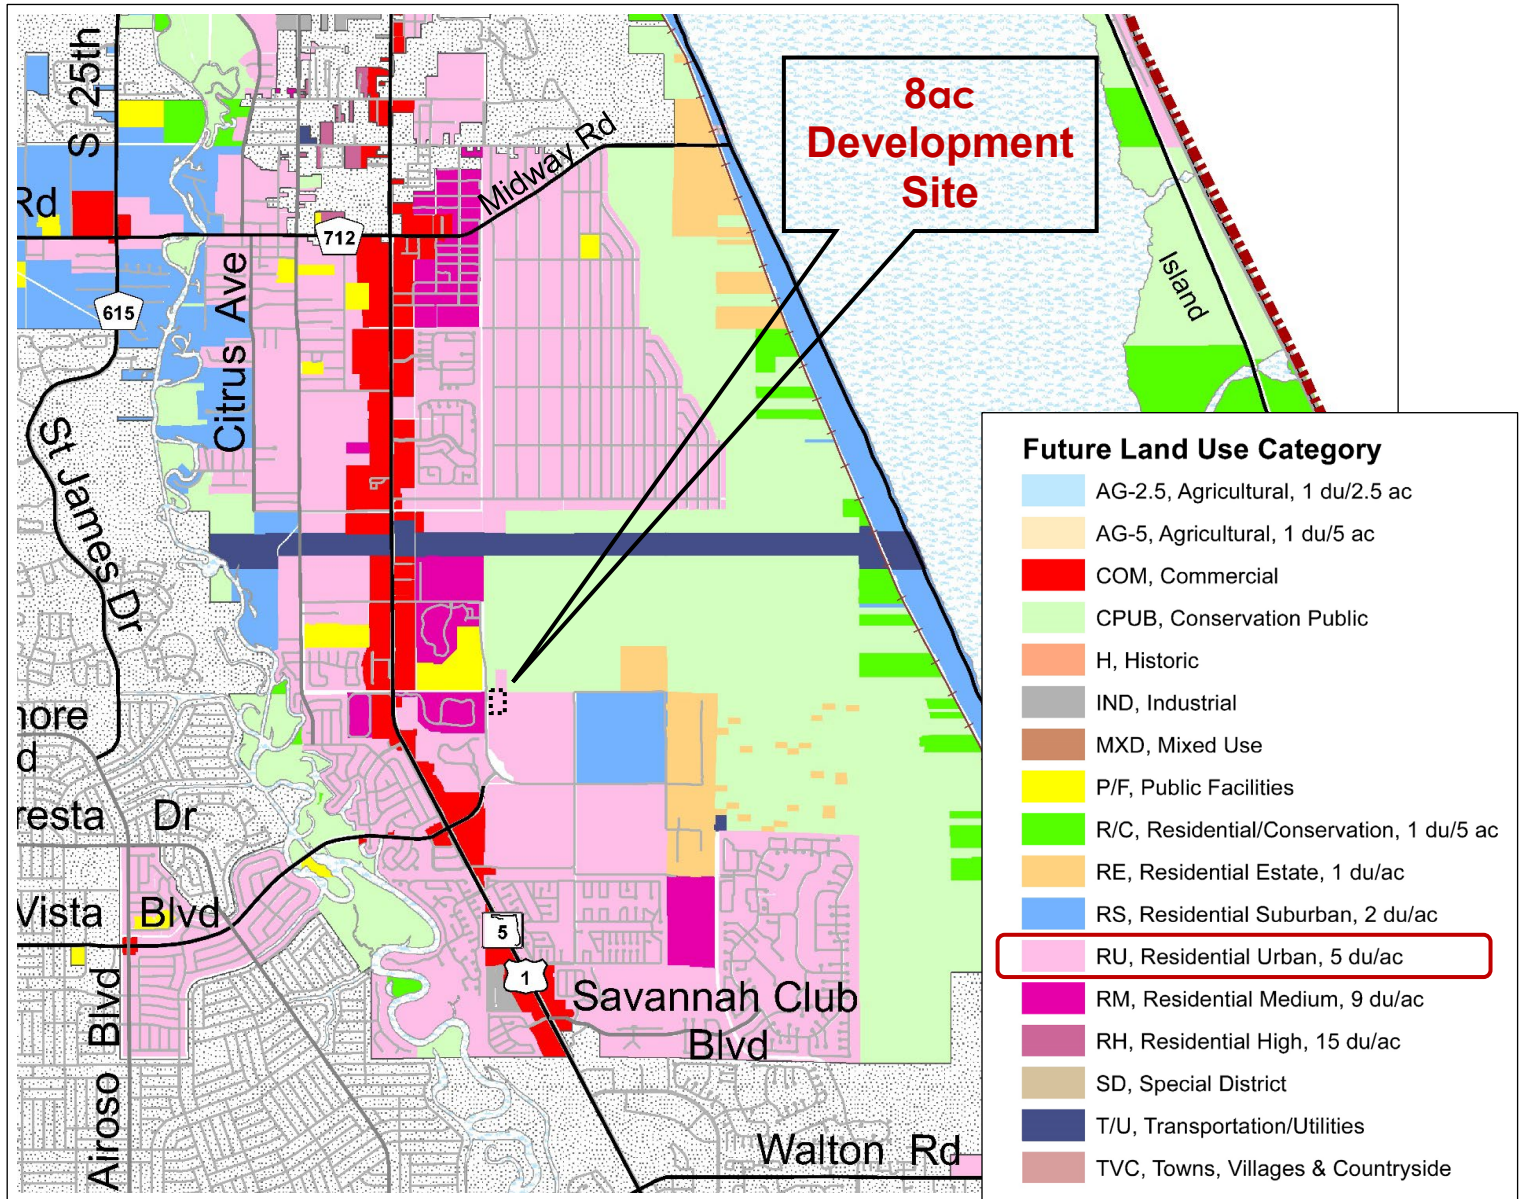 S 25th
8ac
Development
Site
Midway Rd
Rd
712
615
Citrus Ave
Island
St James Dr
Future Land Use Category
AG-2.5, Agricultural, 1 du/2.5 ac
AG-5, Agricultural, 1 du/5 ac
COM, Commercial
CPUB, Conservation Public
H, Historic
IND, Industrial
MXD, Mixed Use
P/F, Public Facilities
R/C, Residential/Conservation, 1 du/5 ac
RE, Residential Estate, 1 du/ac
RS, Residential Suburban, 2 du/ac
RU, Residential Urban, 5 du/ac
RM, Residential Medium, 9 du/ac
RH, Residential High, 15 du/ac
SD, Special District
T/U, Transportation/Utilities
TVC, Towns, Villages & Countryside
nore
d
resta Dr
Vista Blvd
5
1
Savannah Club
Blvd
Airoso Blvd
Walton Rd